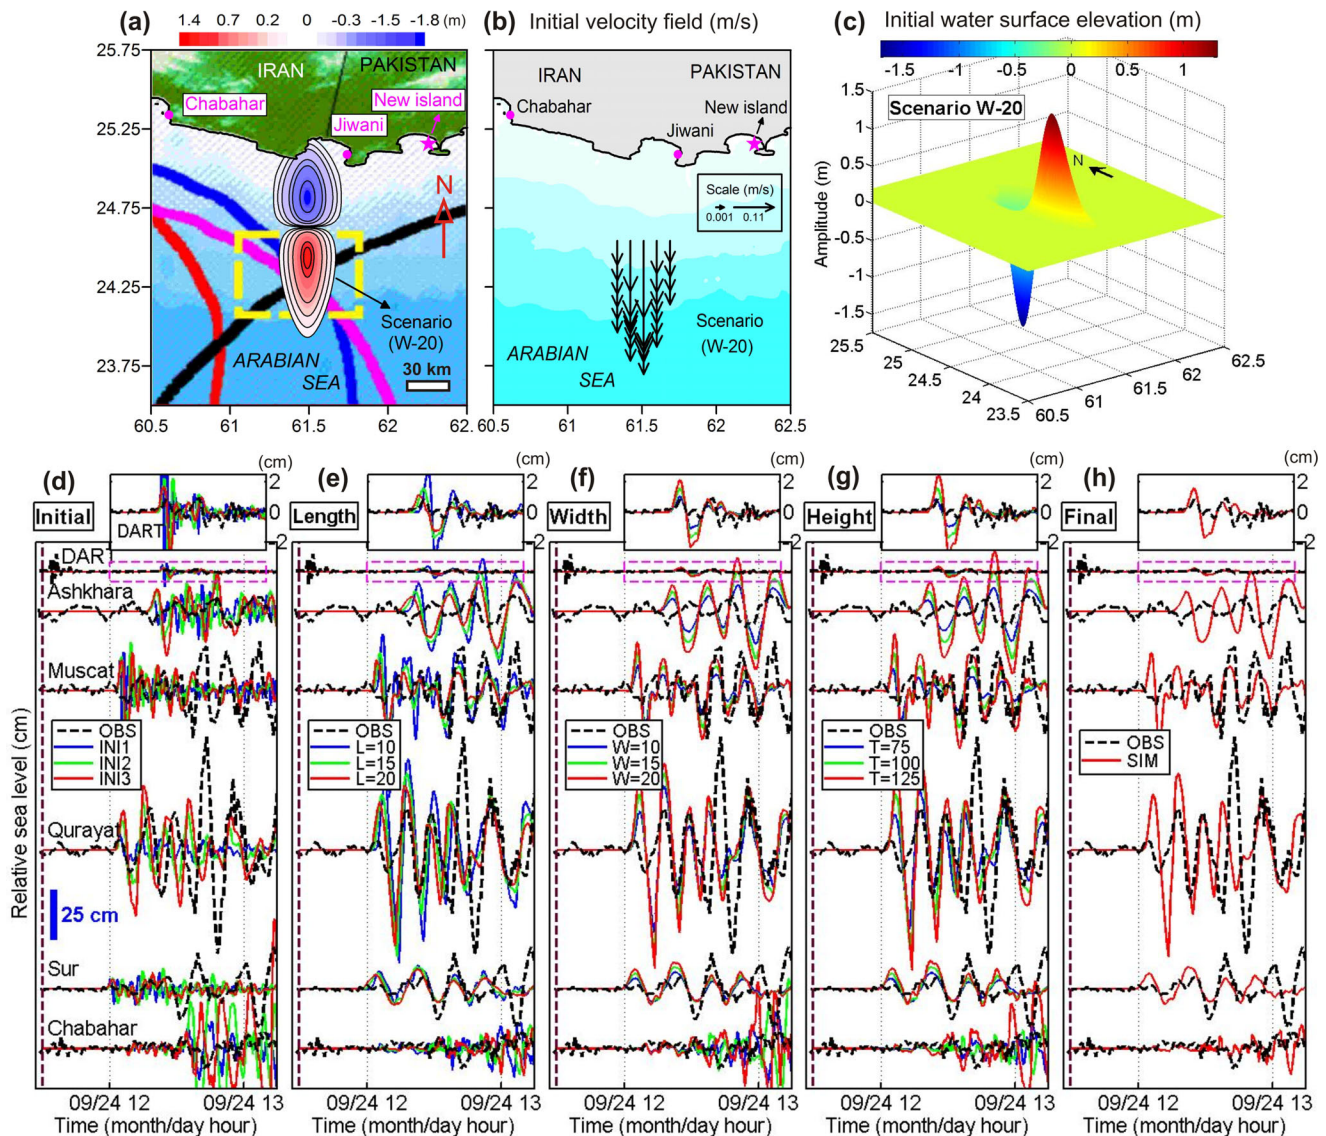 (a) 1.4 0.7 0.2 0 -0.3 -1.5 -1.8 (m)
25.75
25.25
24.75
24.25
23.75
60.5 61 61.5 62 62.
IRAN
PAKISTAN
Chabahar
New island
Jiwani
N
Scenario
(W-20)
ARABIAN
SEA
30 km
(b) Initial velocity field (m/s)
IRAN
PAKISTAN
Chabahar
New island
Jiwani
Scale (m/s)
0.001 0.11
Scenario
(W-20)
ARABIAN
SEA
60.5 61 61.5 62 62.5
(c) Initial water surface elevation (m)
-1.5 -1 -0.5 0 0.5 1
Scenario W-20
N
Amplitude (m)
1.5
1
0.5
0
-0.5
-1
-1.5
25.5
25
24.5
24
23.5
60.5
61
61.5
62
62.5
(d)
(cm)
Initial
DART
2
0
-2
DART
Ashkhara
Muscat
OBS
INI1
INI2
INI3
Qurayat
25 cm
Sur
Chabahar
Relative sea level (cm)
09/24 12 09/24 13
Time (month/day hour)
(e)
(cm)
Length
2
0
-2
OBS
L=10
L=15
L=20
09/24 12 09/24 13
Time (month/day hour)
(f)
(cm)
Width
2
0
-2
OBS
W=10
W=15
W=20
09/24 12 09/24 13
Time (month/day hour)
(g)
(cm)
Height
2
0
-2
OBS
T=75
T=100
T=125
09/24 12 09/24 13
Time (month/day hour)
(h)
(cm)
Final
2
0
-2
OBS
SIM
09/24 12 09/24 13
Time (month/day hour)